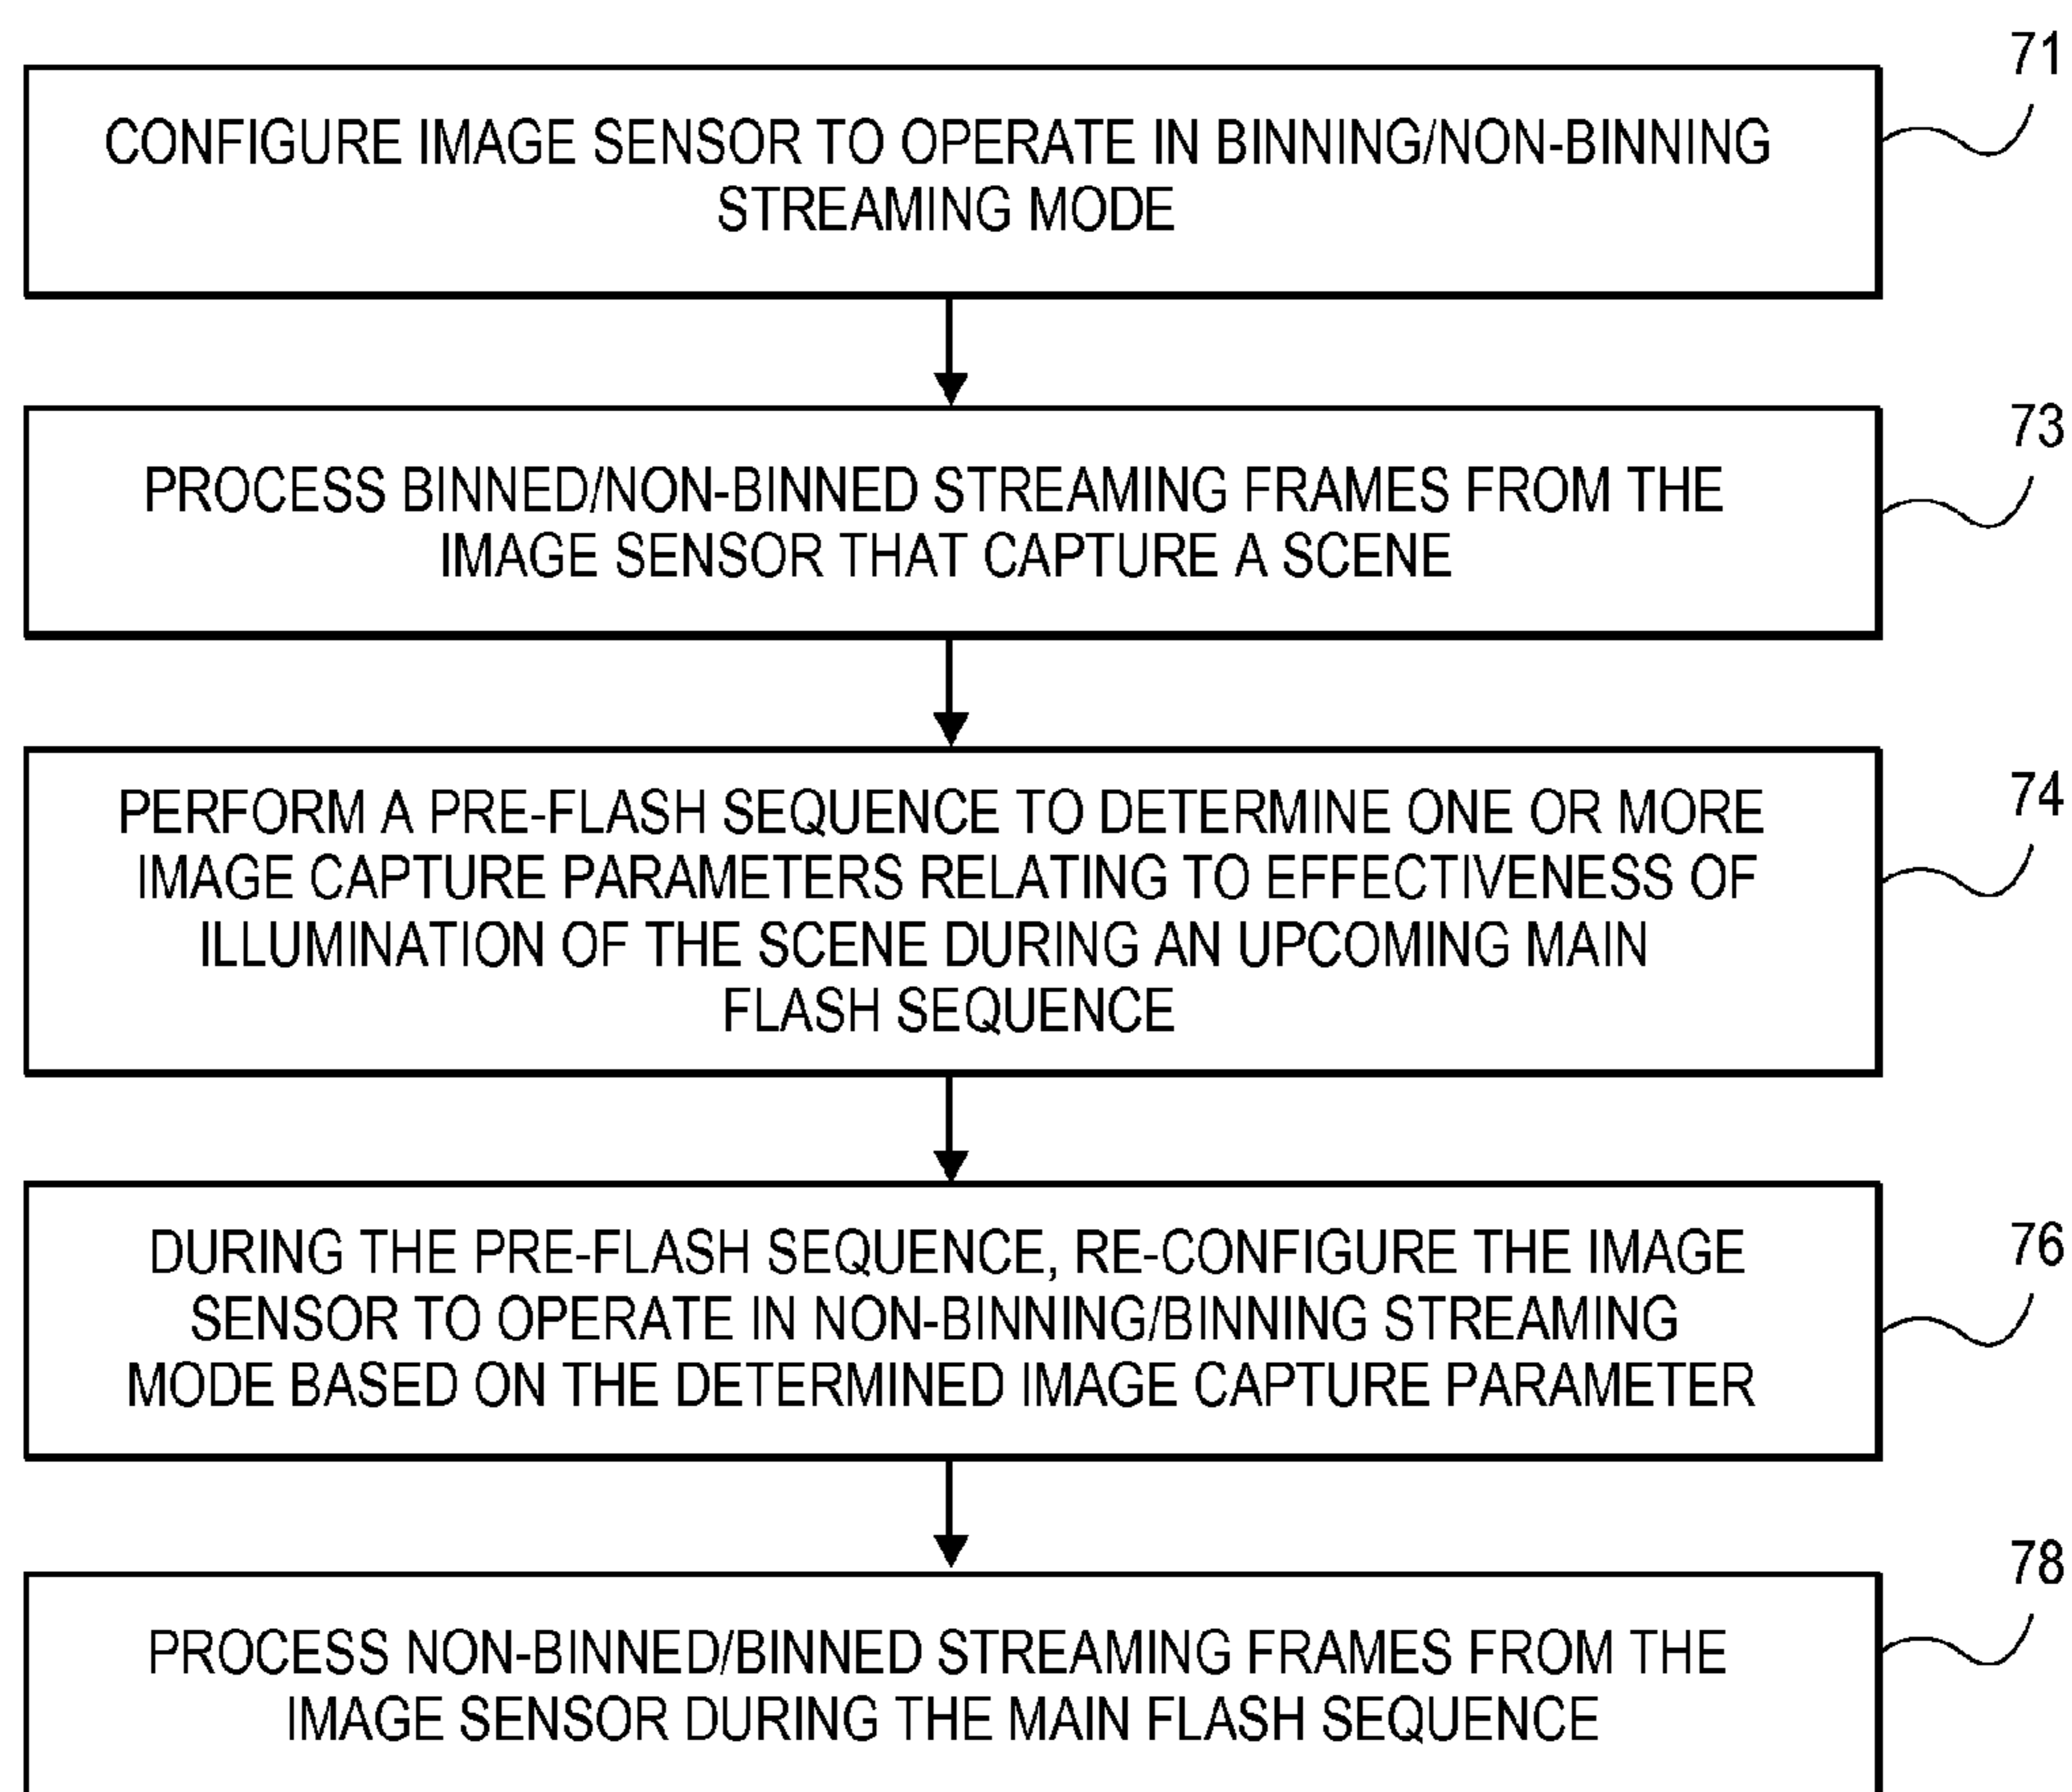 71
CONFIGURE IMAGE SENSOR TO OPERATE IN BINNING/NON-BINNING
STREAMING MODE
73
PROCESS BINNED/NON-BINNED STREAMING FRAMES FROM THE
IMAGE SENSOR THAT CAPTURE A SCENE
74
PERFORM A PRE-FLASH SEQUENCE TO DETERMINE ONE OR MORE
IMAGE CAPTURE PARAMETERS RELATING TO EFFECTIVENESS OF
ILLUMINATION OF THE SCENE DURING AN UPCOMING MAIN
FLASH SEQUENCE
76
DURING THE PRE-FLASH SEQUENCE, RE-CONFIGURE THE IMAGE
SENSOR TO OPERATE IN NON-BINNING/BINNING STREAMING
MODE BASED ON THE DETERMINED IMAGE CAPTURE PARAMETER
78
PROCESS NON-BINNED/BINNED STREAMING FRAMES FROM THE
IMAGE SENSOR DURING THE MAIN FLASH SEQUENCE